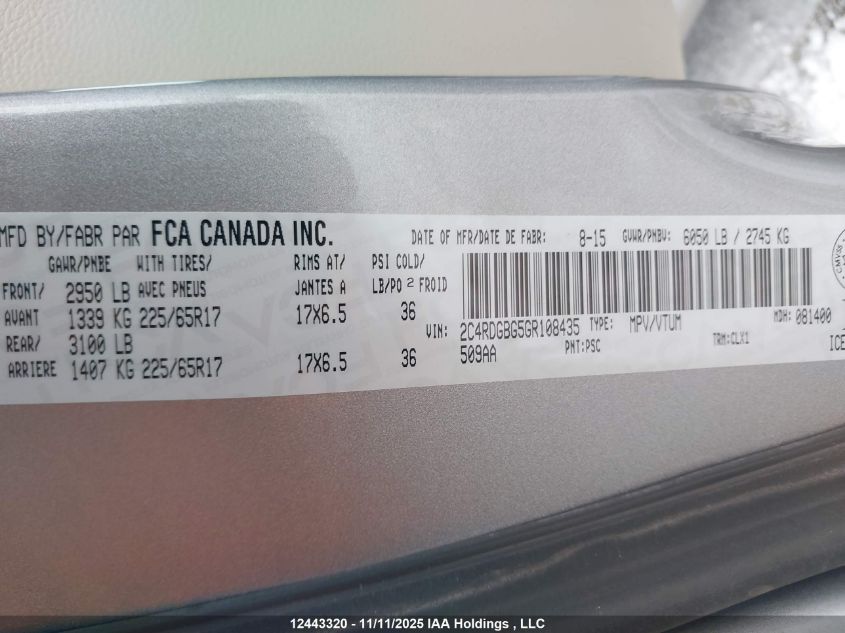 MFD BY/FABR PAR FCA CANADA INC. DATE OF MFR/DATE DE FABR: 8-15 GVWR/PNBV: 6050 LB / 2745 KG
GAWR/PNBE WITH TIRES/ RIMS AT/ PSI COLD/
FRONT/ 2950 LB AVEC PNEUS JANTES A LB/PO 2 FROID
AVANT 1339 KG 225/65R17 17X6.5 36
REAR/ 3100 LB
ARRIERE 1407 KG 225/65R17 17X6.5 36
VIN: 2C4RDGBG5GR108435 TYPE: MPV/VTUM MDH: 081400
509AA PNT:PSC TRM:CLX1 ICE
CMVSS
12443320 - 11/11/2025 IAA Holdings , LLC